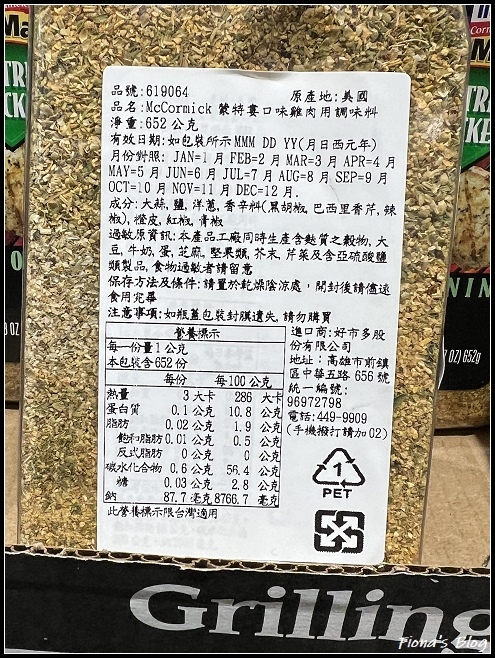 品號:619064
原產地:美國
品名:McCormick 蒙特婁口味雞肉用調味料
淨重:652 公克
有效日期:如包裝所示MMM DD YY(月日西元年)
月份對照: JAN=1 月 FEB=2 月 MAR=3 月 APR=4 月
MAY=5 月 JUN=6 月 JUL=7 月 AUG=8 月 SEP=9 月
OCT=10 月 NOV=11 月 DEC=12 月.
成分:大蒜, 鹽, 洋蔥, 香辛料(黑胡椒, 巴西里香芹, 辣
椒), 橙皮, 紅椒, 青椒
過敏原資訊:本產品工廠同時生產含麩質之穀物, 大
豆, 牛奶, 蛋, 芝麻, 堅果類, 芥末, 芹菜及含亞硫酸鹽
類製品, 食物過敏者請留意
保存方法及條件:請置於乾燥陰涼處, 開封後請儘速
食用完畢
注意事項:如瓶蓋包裝封膜遺失, 請勿購買
營養標示
每一份量1 公克
本包裝含652 份
每份 每100 公克
熱量 3 大卡 286 大卡
蛋白質 0.1 公克 10.8 公克
脂肪 0.02 公克 1.9 公克
飽和脂肪 0.01 公克 0.5 公克
反式脂肪 0 公克 0 公克
碳水化合物 0.6 公克 56.4 公克
糖 0.03 公克 2.8 公克
鈉 87.7 毫克 8766.7 毫克
此營養標示限台灣適用
進口商:好市多股
份有限公司
地址: 高雄市前鎮
區中華五路 656 號
統一編號:
96972798
電話:449-9909
(手機撥打請加 02)
1
PET
652g
Grilling
Fiona's Blog